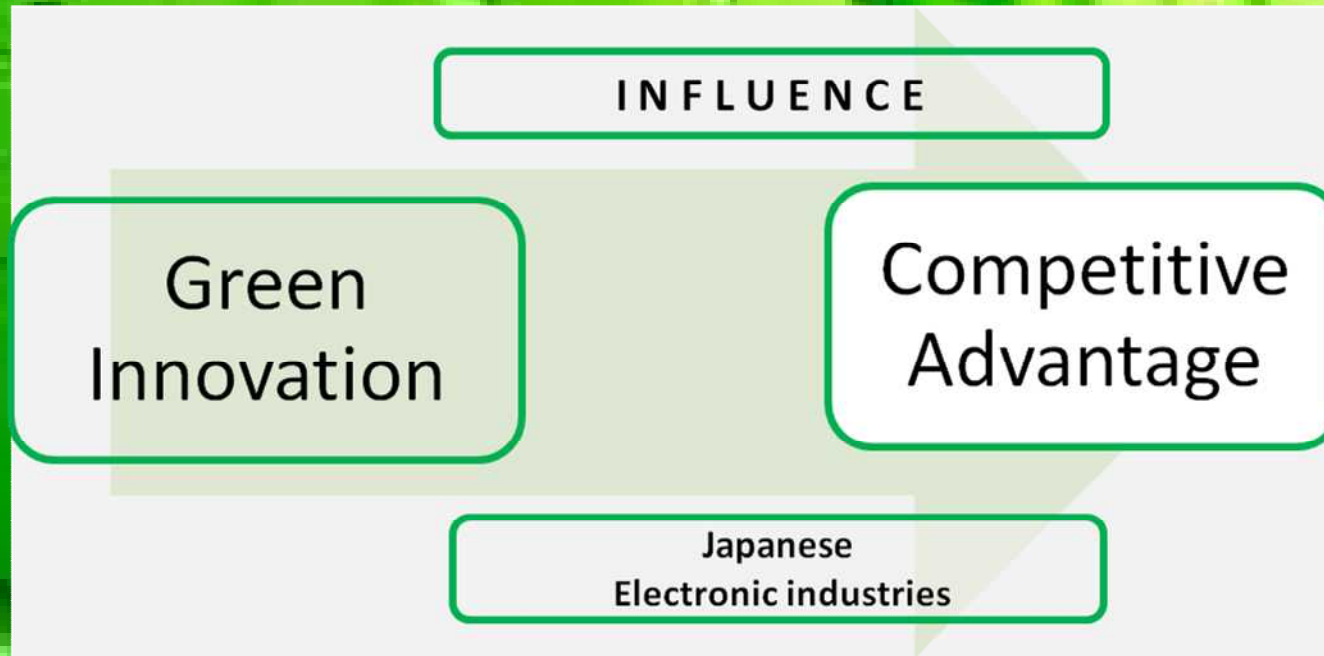 INFLUENCE
Green
Innovation
Competitive
Advantage
Japanese
Electronic industries